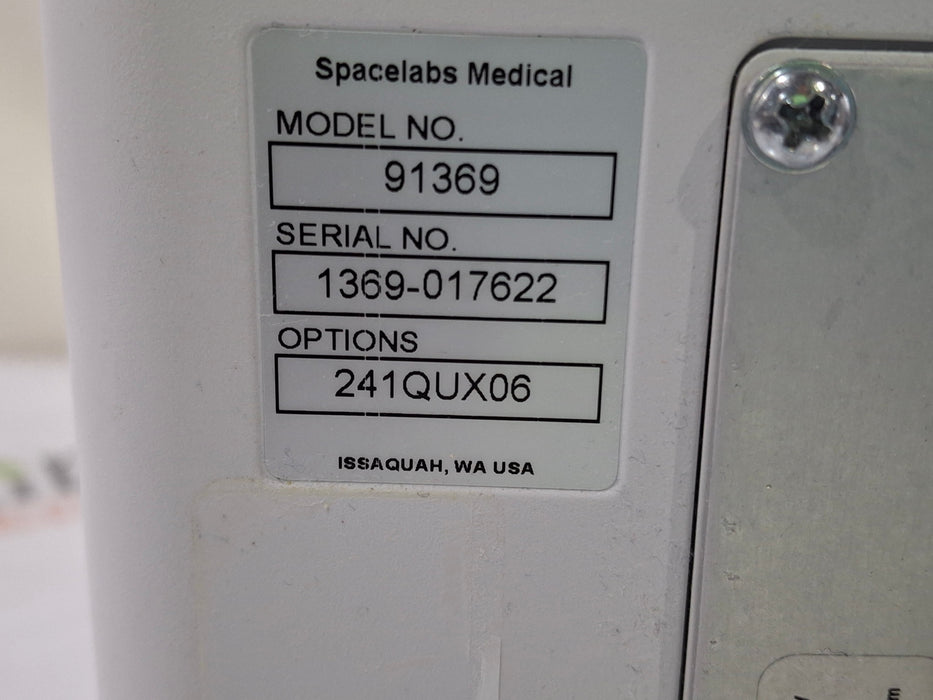 Spacelabs Medical
MODEL NO.
91369
SERIAL NO.
1369-017622
OPTIONS
241QUX06
ISSAQUAH, WA USA